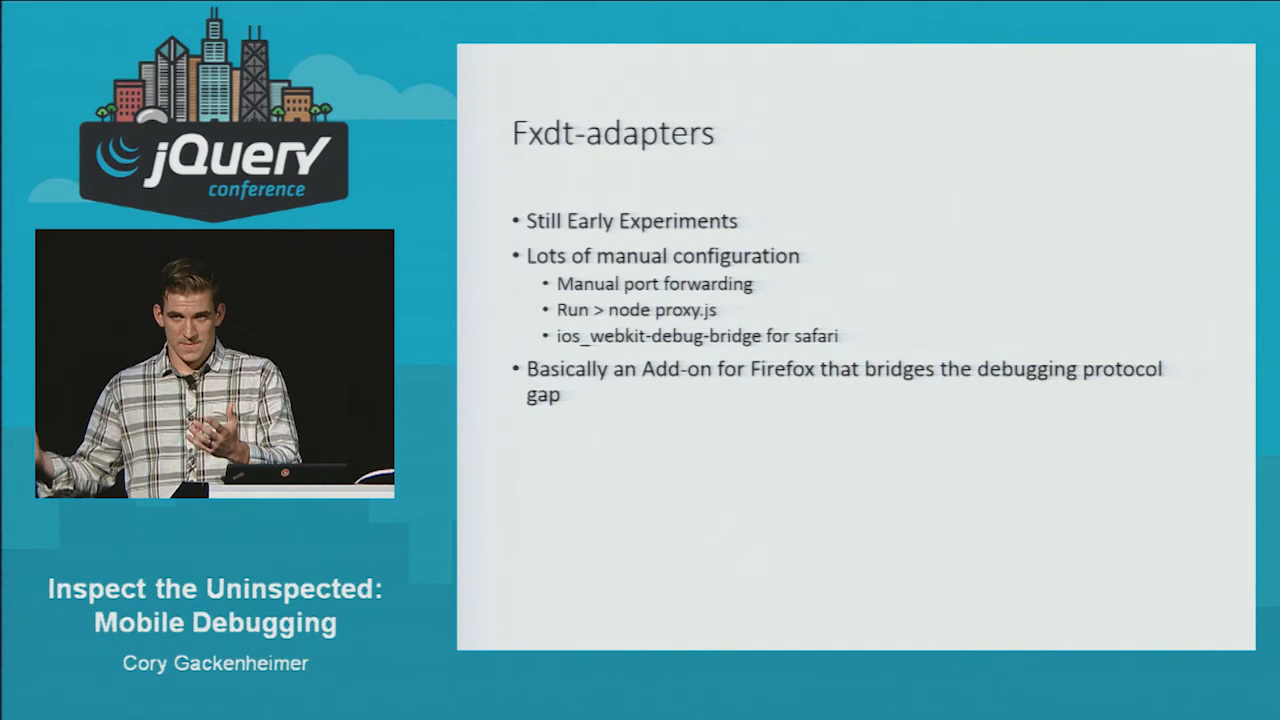 jQuery
conference
Inspect the Uninspected:
Mobile Debugging
Cory Gackenheimer
Fxdt-adapters
• Still Early Experiments
• Lots of manual configuration
• Manual port forwarding
• Run > node proxy.js
• ios_webkit-debug-bridge for safari
• Basically an Add-on for Firefox that bridges the debugging protocol
gap